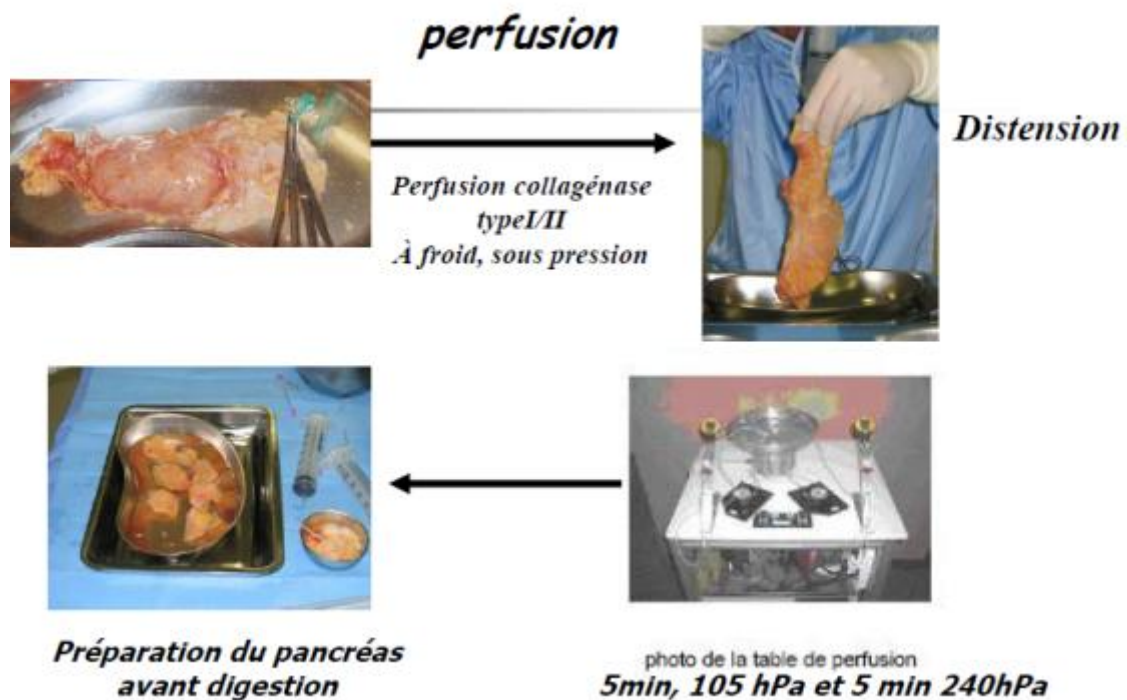 perfusion
Perfusion collagénase
typeI/II
À froid, sous pression
Distension
Préparation du pancréas
avant digestion
photo de la table de perfusion
5min, 105 hPa et 5 min 240hPa